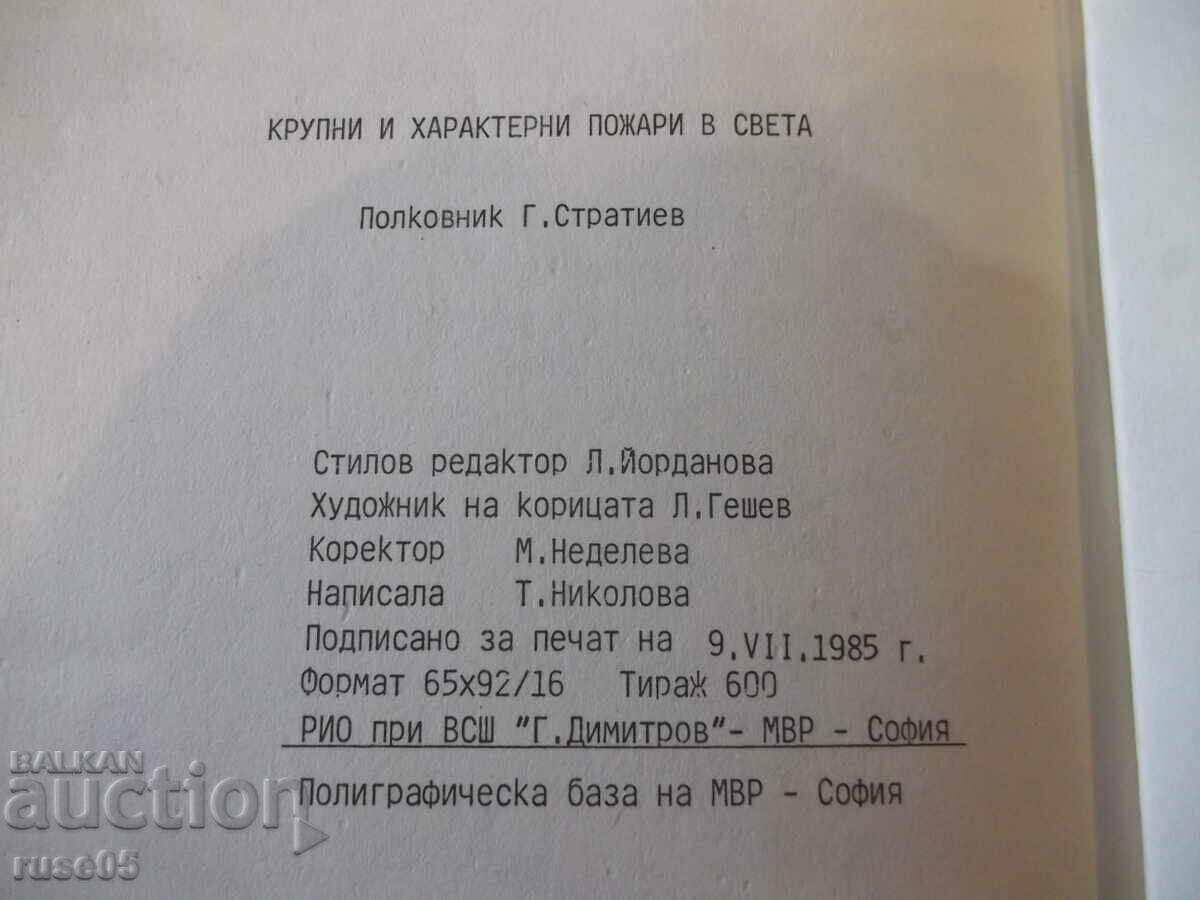 КРУПНИ И ХАРАКТЕРНИ ПОЖАРИ В СВЕТА
Полковник Г.Стратиев
Стилов редактор Л.Йорданова
Художник на корицата Л.Гешев
Коректор М.Неделева
Написала Т.Николова
Подписано за печат на 9.VII.1985 г.
Формат 65х92/16 Тираж 600
РИО при ВСШ "Г.Димитров"- МВР - София
Полиграфическа база на МВР - София
BALKAN
auction
ruse05